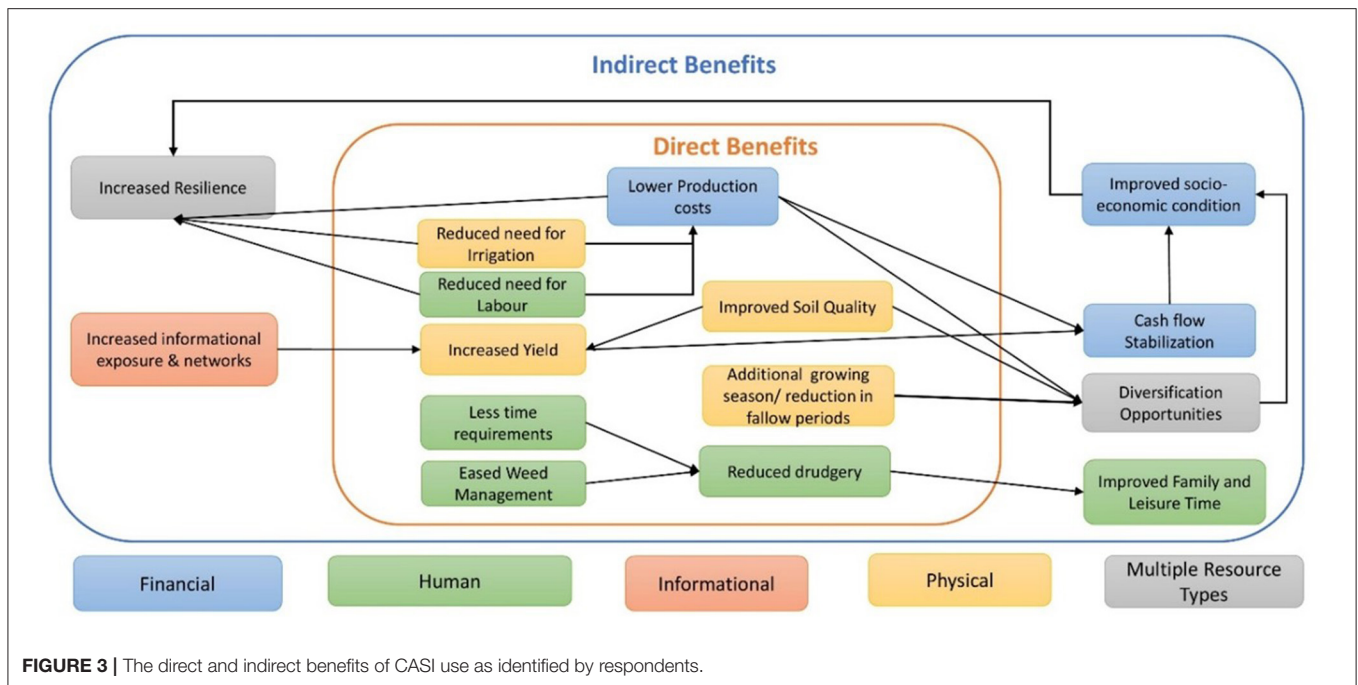 Indirect Benefits
Direct Benefits
Increased Resilience
Lower Production
costs
Improved socio-
economic condition
Reduced need for
Irrigation
Reduced need for
Labour
Improved Soil Quality
Increased informational
exposure & networks
Increased Yield
Cash flow
Stabilization
Additional growing
season/ reduction in
fallow periods
Diversification
Opportunities
Less time
requirements
Eased Weed
Management
Reduced drudgery
Improved Family and
Leisure Time
Financial
Human
Informational
Physical
Multiple Resource
Types
FIGURE 3 | The direct and indirect benefits of CASI use as identified by respondents.